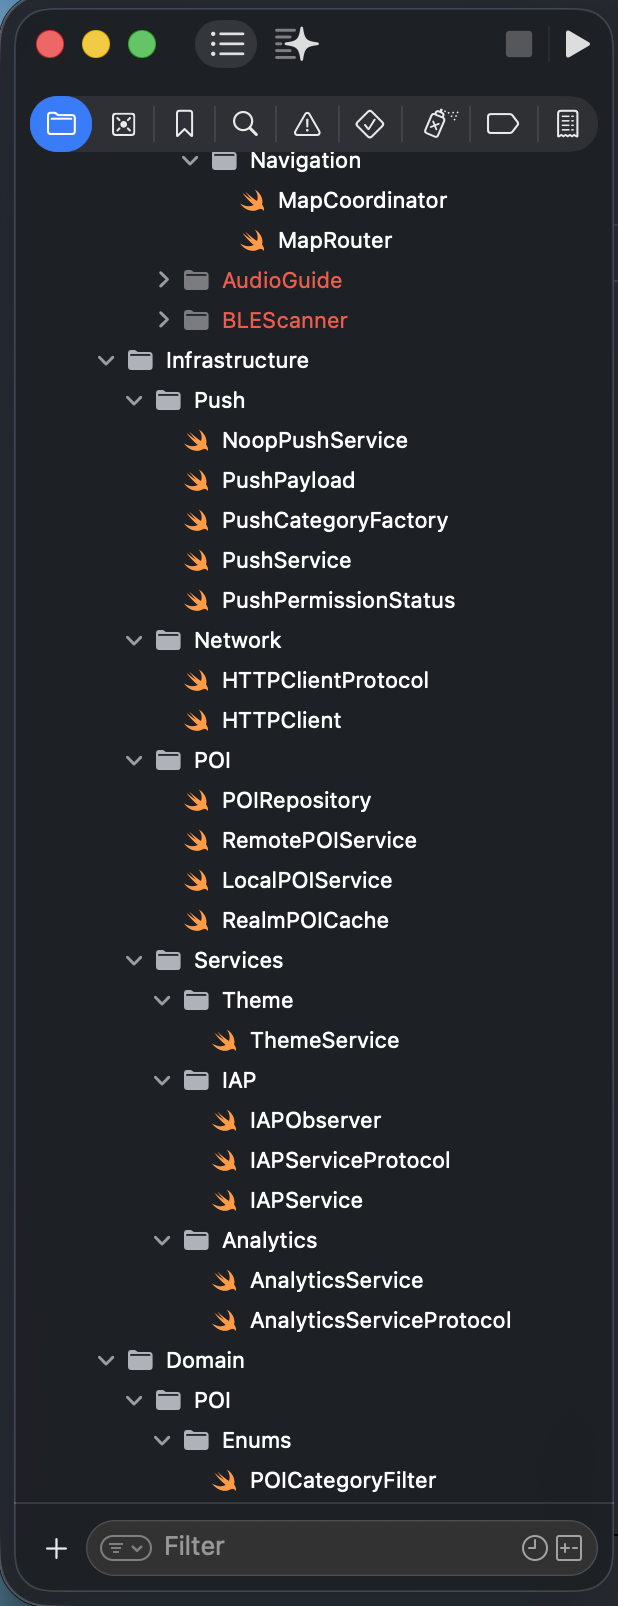 Navigation
MapCoordinator
MapRouter
AudioGuide
BLEScanner
Infrastructure
Push
NoopPushService
PushPayload
PushCategoryFactory
PushService
PushPermissionStatus
Network
HTTPClientProtocol
HTTPClient
POI
POIRepository
RemotePOIService
LocalPOIService
RealmPOICache
Services
Theme
ThemeService
IAP
IAPObserver
IAPServiceProtocol
IAPService
Analytics
AnalyticsService
AnalyticsServiceProtocol
Domain
POI
Enums
POICategoryFilter
Filter